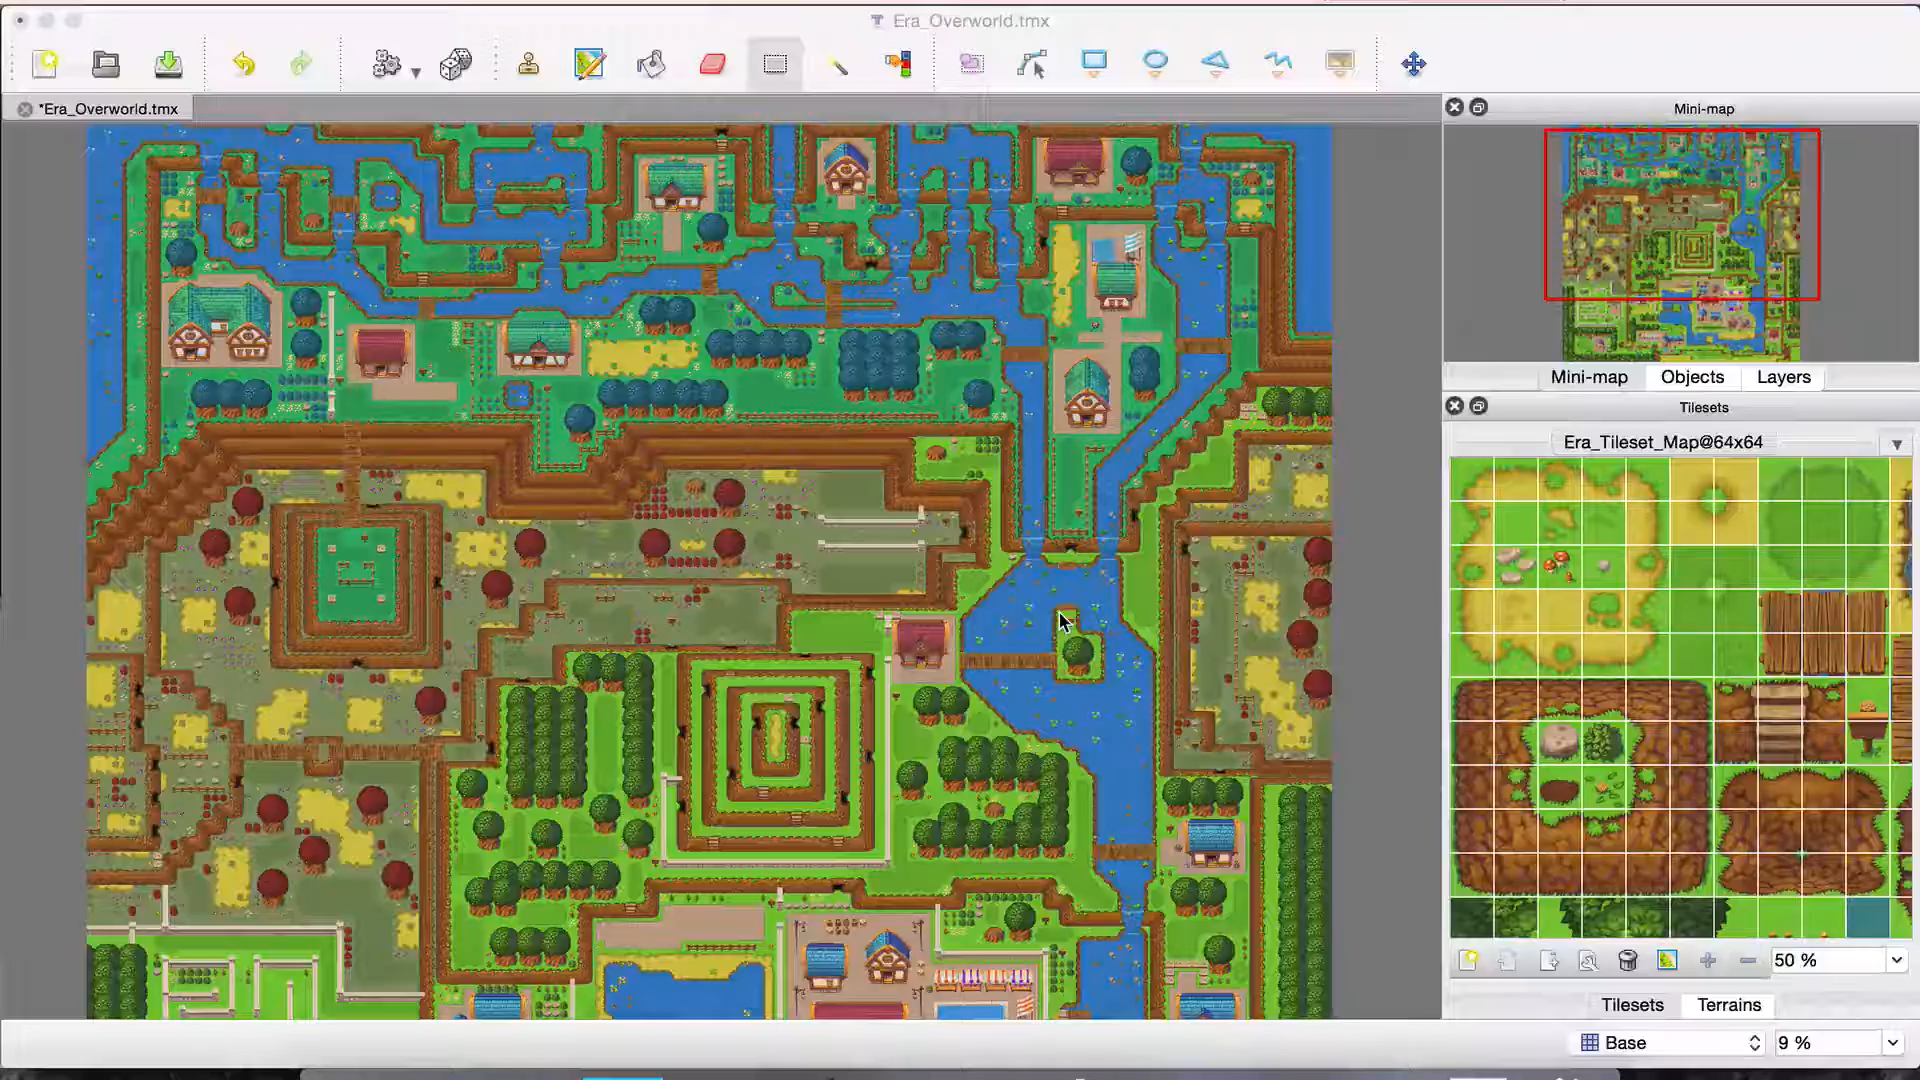 Era_Overworld.tmx
*Era_Overworld.tmx
Mini-map
Mini-map Objects Layers
Tilesets
Era_Tileset_Map@64x64
50 %
Tilesets Terrains
Base 9 %